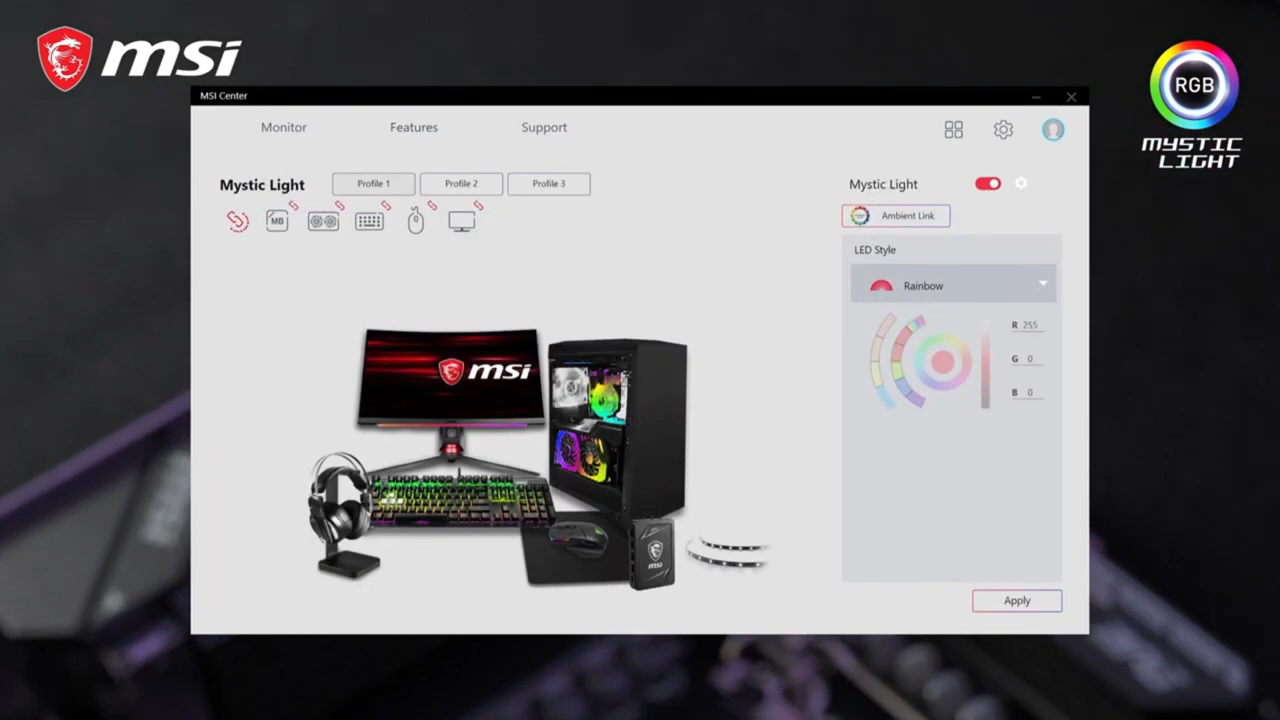 msi
RGB
MYSTIC
LIGHT
MSI Center
Monitor
Features
Support
Mystic Light
Profile 1
Profile 2
Profile 3
Mystic Light
MB
Ambient Link
LED Style
Rainbow
R 255
G 0
B 0
msi
msi
Apply